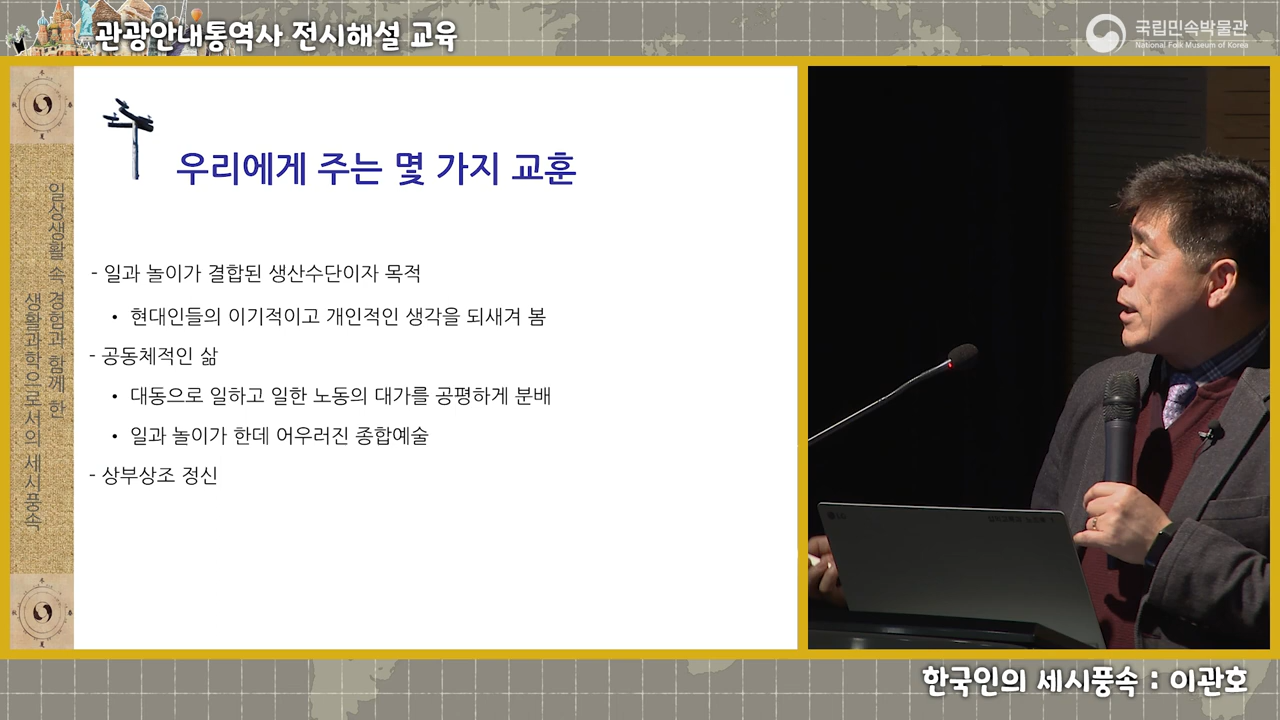 관광안내통역사 전시해설 교육
국립민속박물관
National Folk Museum of Korea
일상생활 속 경험과 함께 한
생활과학으로서의 세시풍속
우리에게 주는 몇 가지 교훈
- 일과 놀이가 결합된 생산수단이자 목적
• 현대인들의 이기적이고 개인적인 생각을 되새겨 봄
- 공동체적인 삶
• 대동으로 일하고 일한 노동의 대가를 공평하게 분배
• 일과 놀이가 한데 어우러진 종합예술
- 상부상조 정신
LG
한국인의 세시풍속 : 이관호